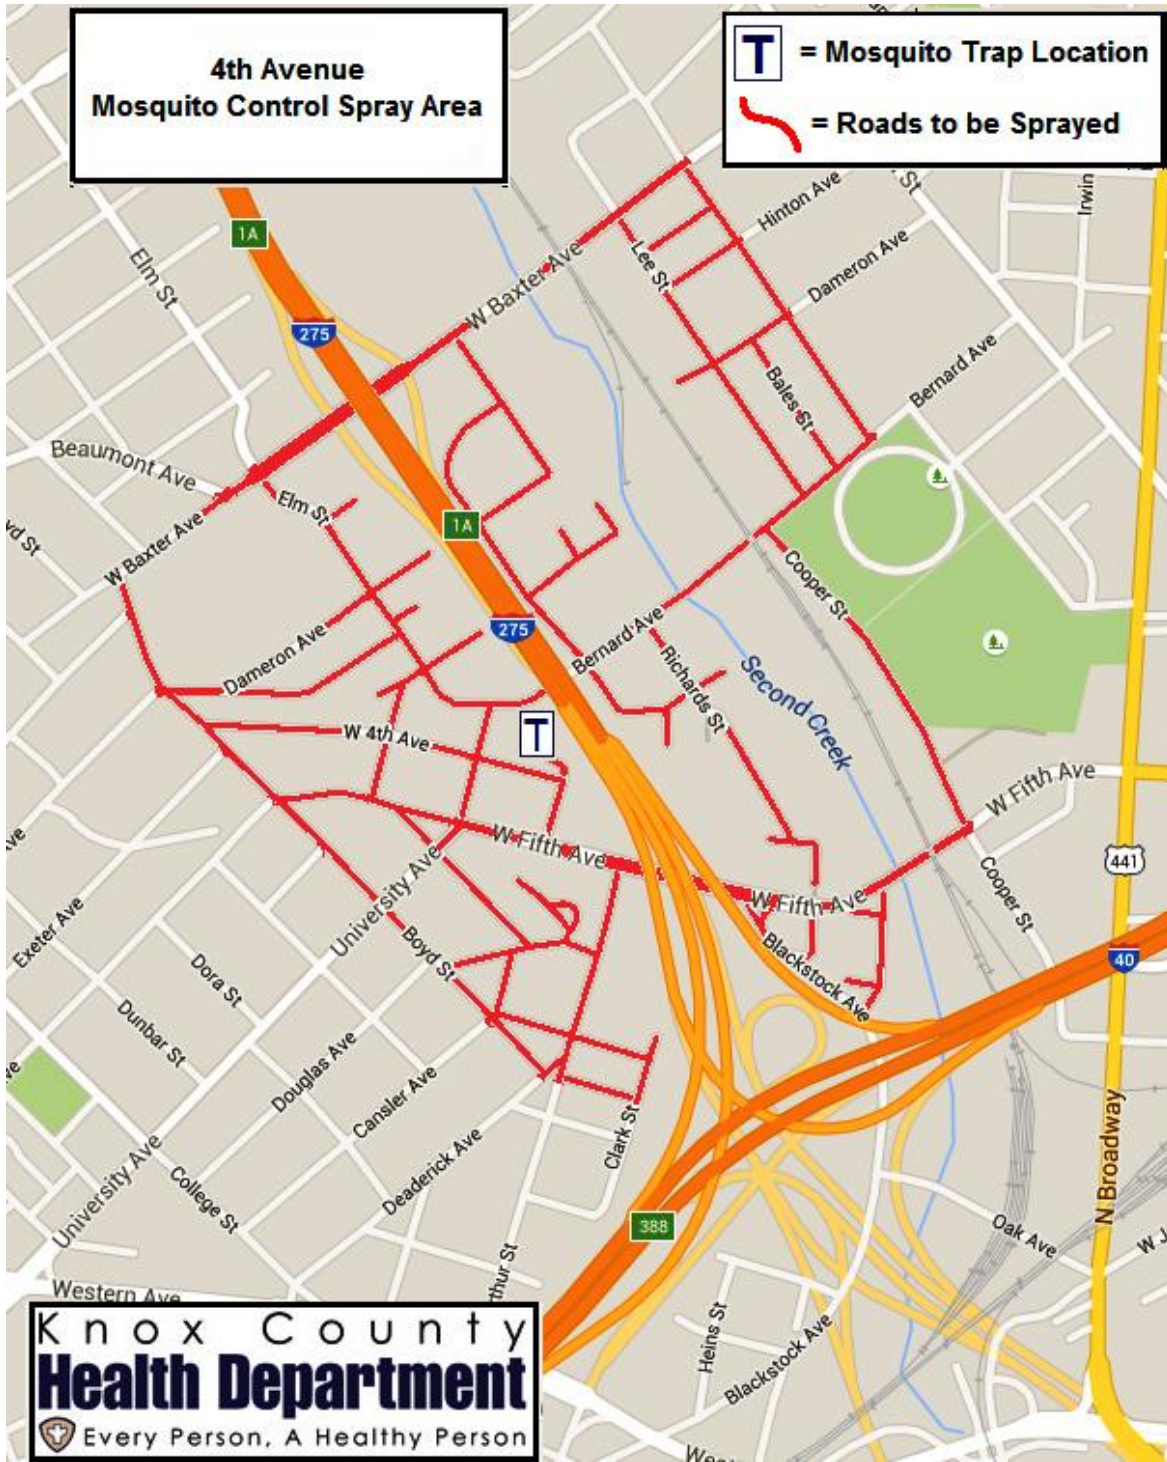 4th Avenue
Mosquito Control Spray Area
T = Mosquito Trap Location
= Roads to be Sprayed
1A
Elm St
275
W Baxter Ave
Lee St
Hinton Ave
St
Irwin
Dameron Ave
Bernard Ave
Bales St
Beaumont Ave
Elm St
W Baxter Ave
1A
Cooper St
275
Bernard Ave
Dameron Ave
Richards St
Second Creek
W 4th Ave
T
W Fifth Ave
W Fifth Ave
441
University Ave
W Fifth Ave
Cooper St
Exeter Ave
Boyd St
Blackstock Ave
40
Dora St
Dunbar St
Douglas Ave
Cansler Ave
Clark St
N Broadway
Deaderick Ave
University Ave
College St
388
Oak Ave
W J
Western Ave
Heins St
Blackstock Ave
Knox County
Health Department
Every Person, A Healthy Person